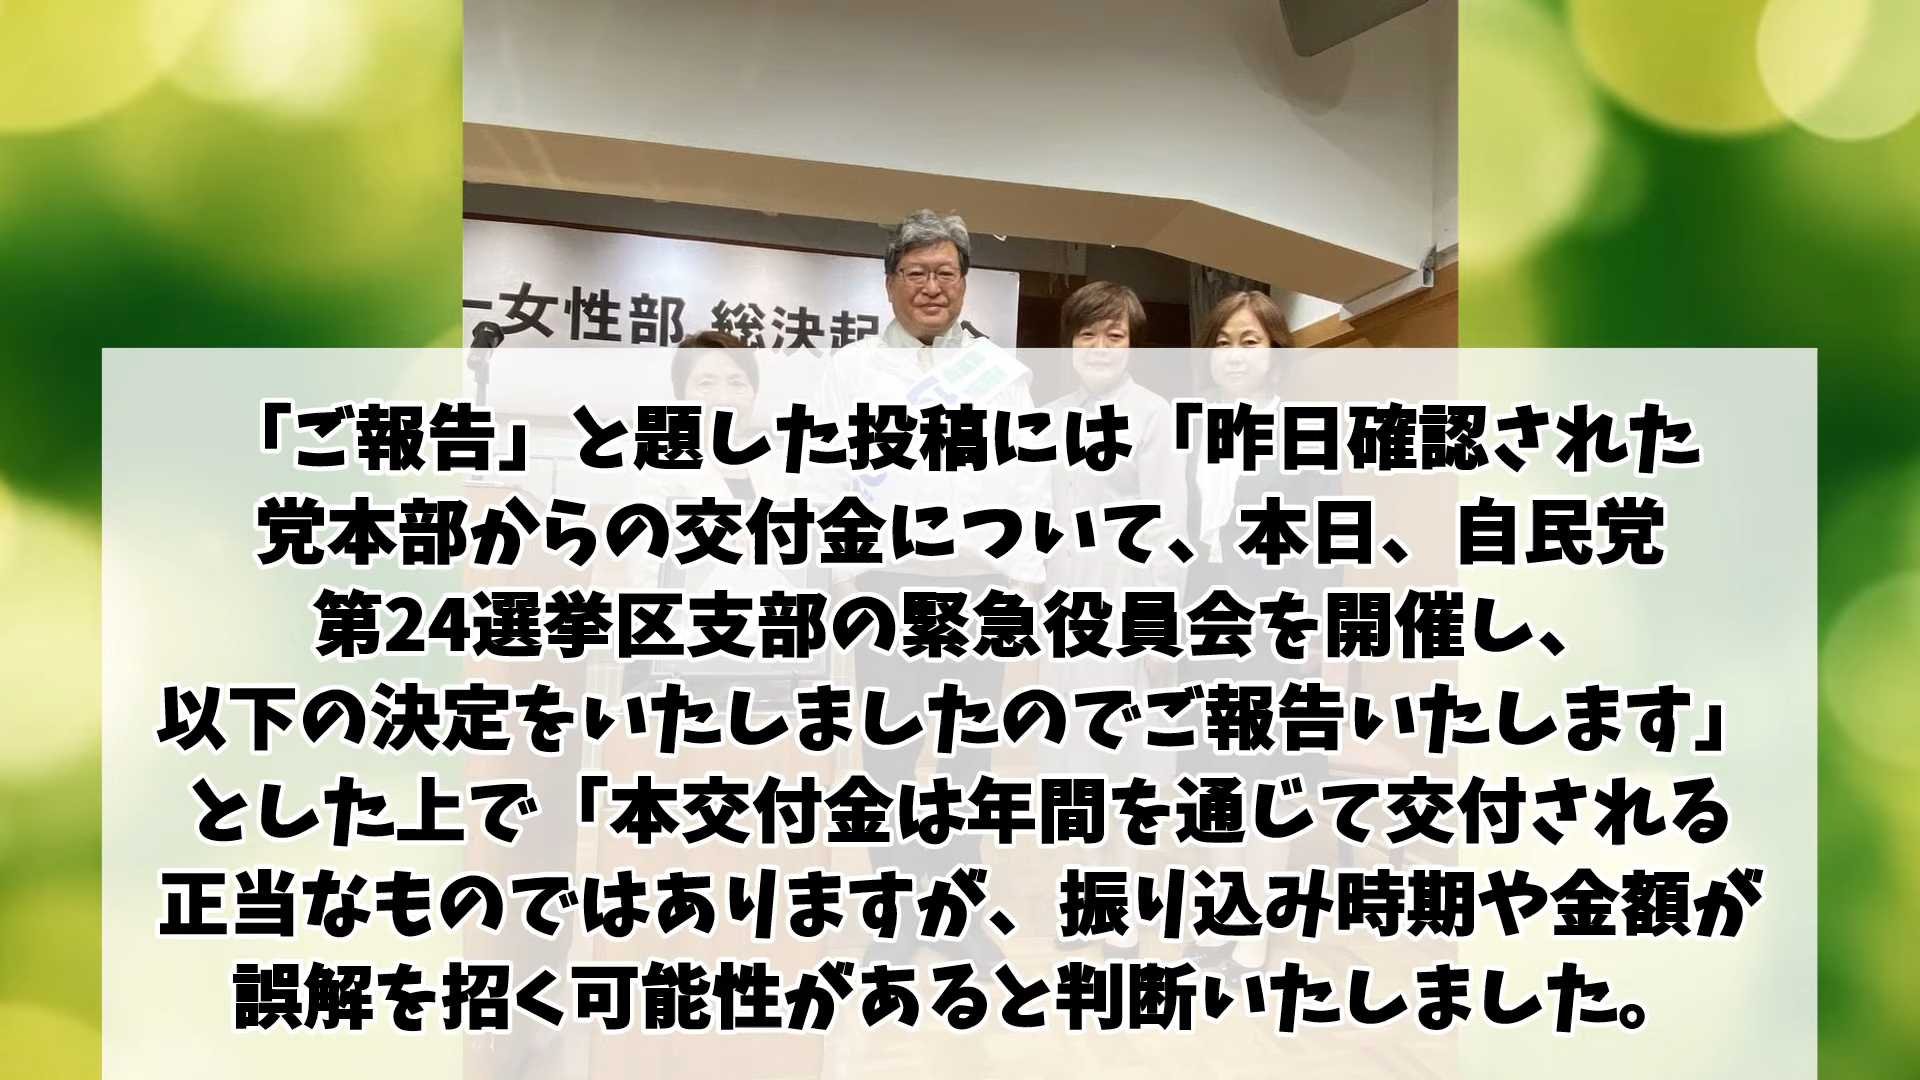 一女性部 総決起
「ご報告」と題した投稿には「昨日確認された
党本部からの交付金について、本日、自民党
第24選挙区支部の緊急役員会を開催し、
以下の決定をいたしましたのでご報告いたします」
とした上で「本交付金は年間を通じて交付される
正当なものではありますが、振り込み時期や金額が
誤解を招く可能性があると判断いたしました。